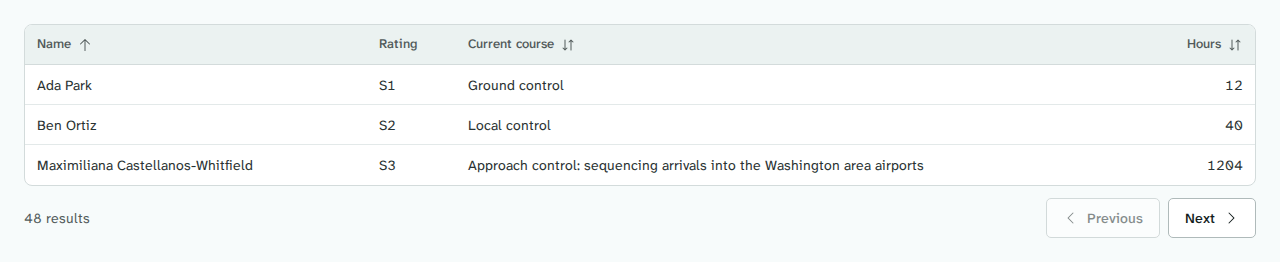 Name Rating Current course Hours
Ada Park S1 Ground control 12
Ben Ortiz S2 Local control 40
Maximiliana Castellanos-Whitfield S3 Approach control: sequencing arrivals into the Washington area airports 1204
48 results Previous Next